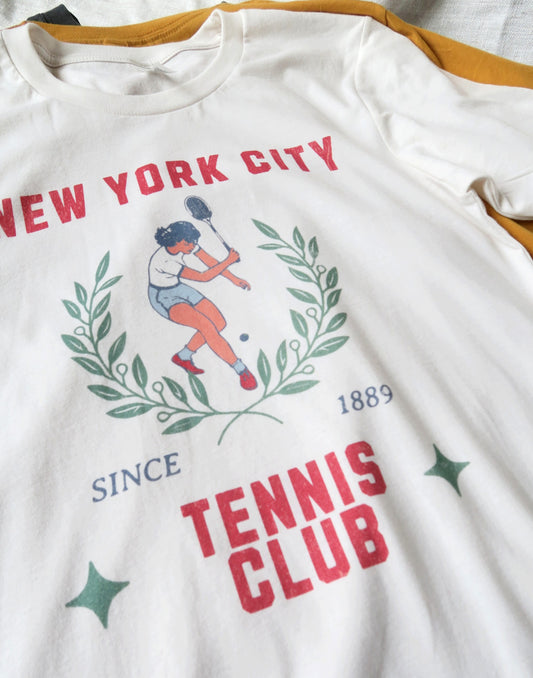 NEW YORK CITY
SINCE 1889
TENNIS
CLUB